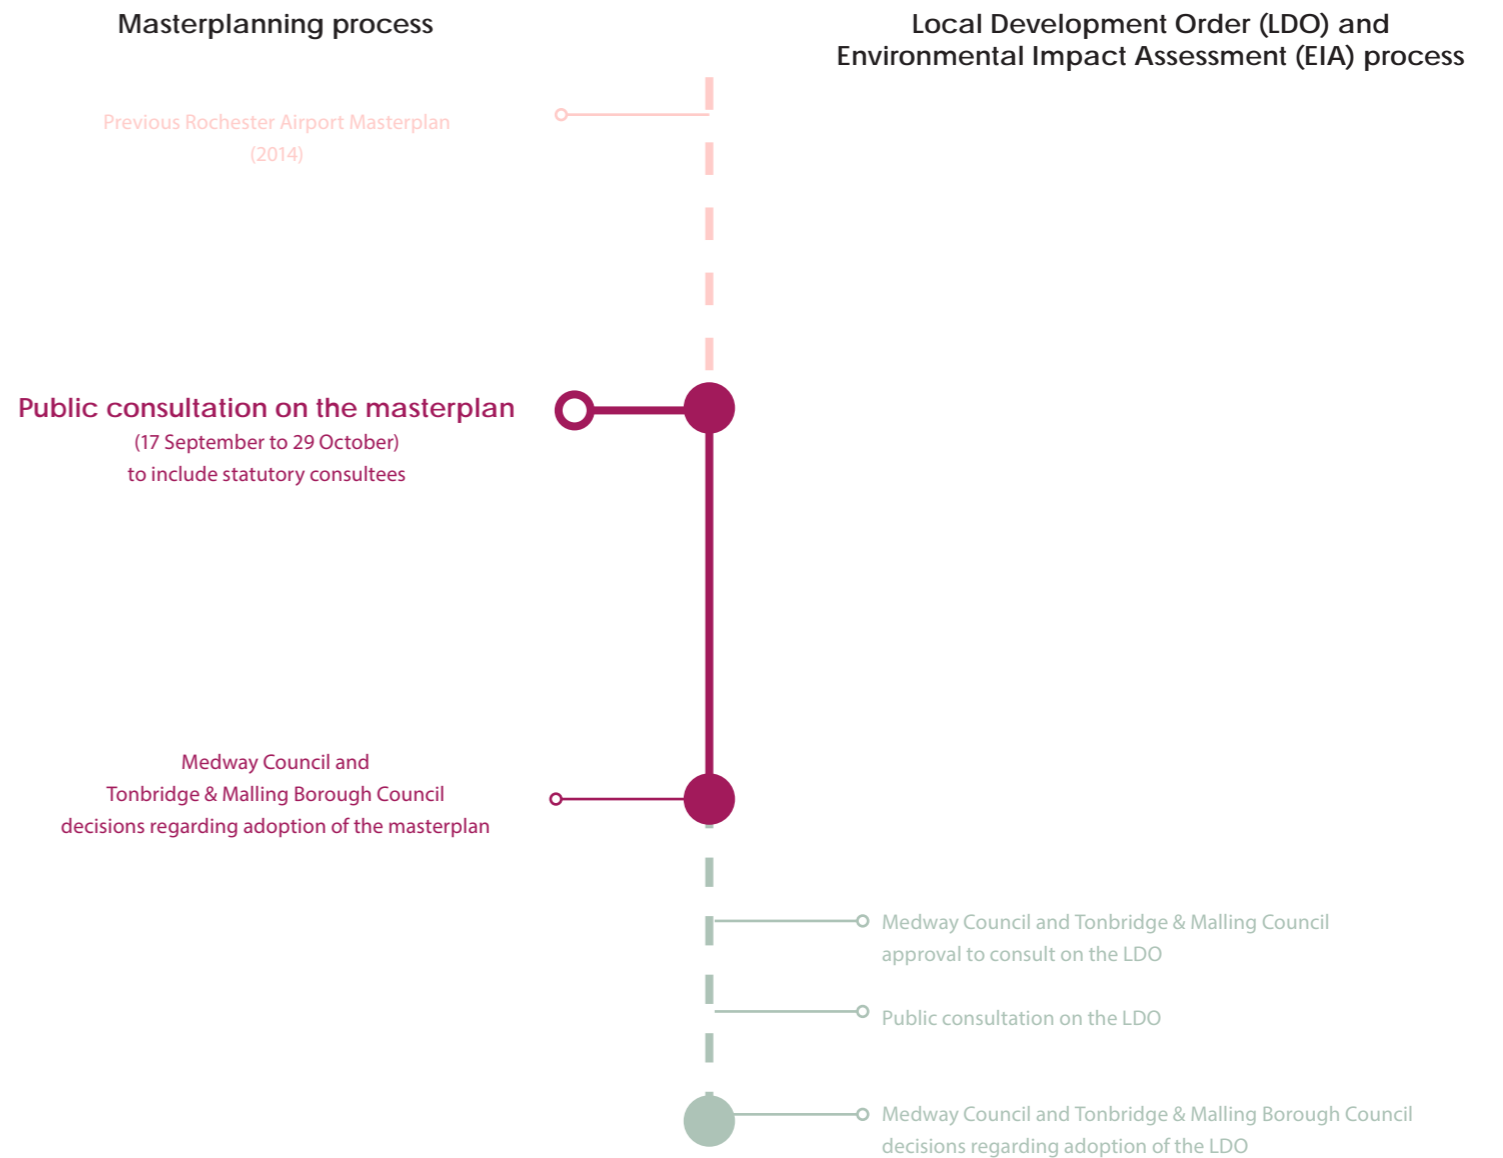 Masterplanning process
Local Development Order (LDO) and
Environmental Impact Assessment (EIA) process
Previous Rochester Airport Masterplan
(2014)
Public consultation on the masterplan
(17 September to 29 October)
to include statutory consultees
Medway Council and
Tonbridge & Malling Borough Council
decisions regarding adoption of the masterplan
Medway Council and Tonbridge & Malling Council
approval to consult on the LDO
Public consultation on the LDO
Medway Council and Tonbridge & Malling Borough Council
decisions regarding adoption of the LDO